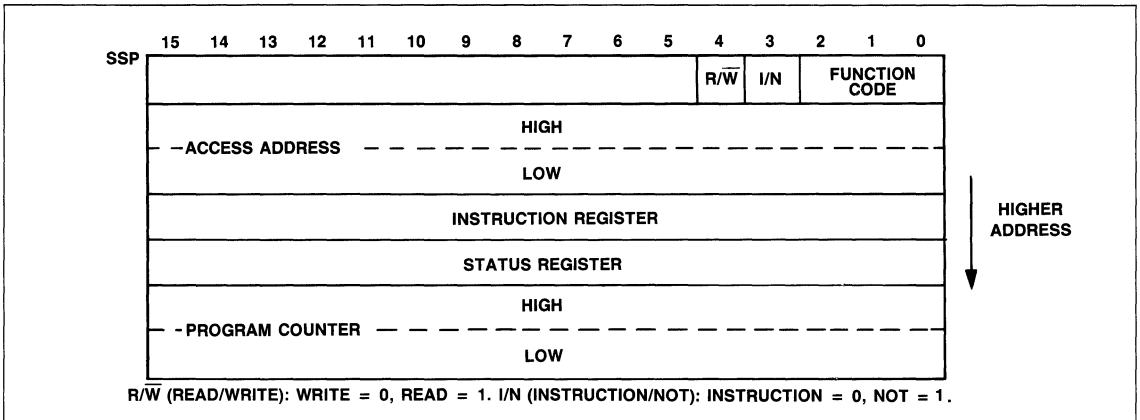 15 14 13 12 11 10 9 8 7 6 5 4 3 2 1 0
SSP
R/W̅ I/N FUNCTION
CODE
HIGH
ACCESS ADDRESS
LOW
INSTRUCTION REGISTER
STATUS REGISTER
HIGH
PROGRAM COUNTER
LOW
HIGHER
ADDRESS
R/W̅ (READ/WRITE): WRITE = 0, READ = 1. I/N (INSTRUCTION/NOT): INSTRUCTION = 0, NOT = 1.